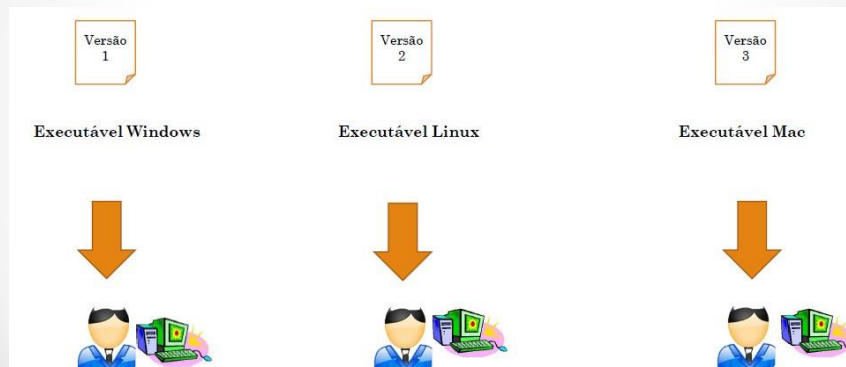 Versão
1
Versão
2
Versão
3
Executável Windows
Executável Linux
Executável Mac